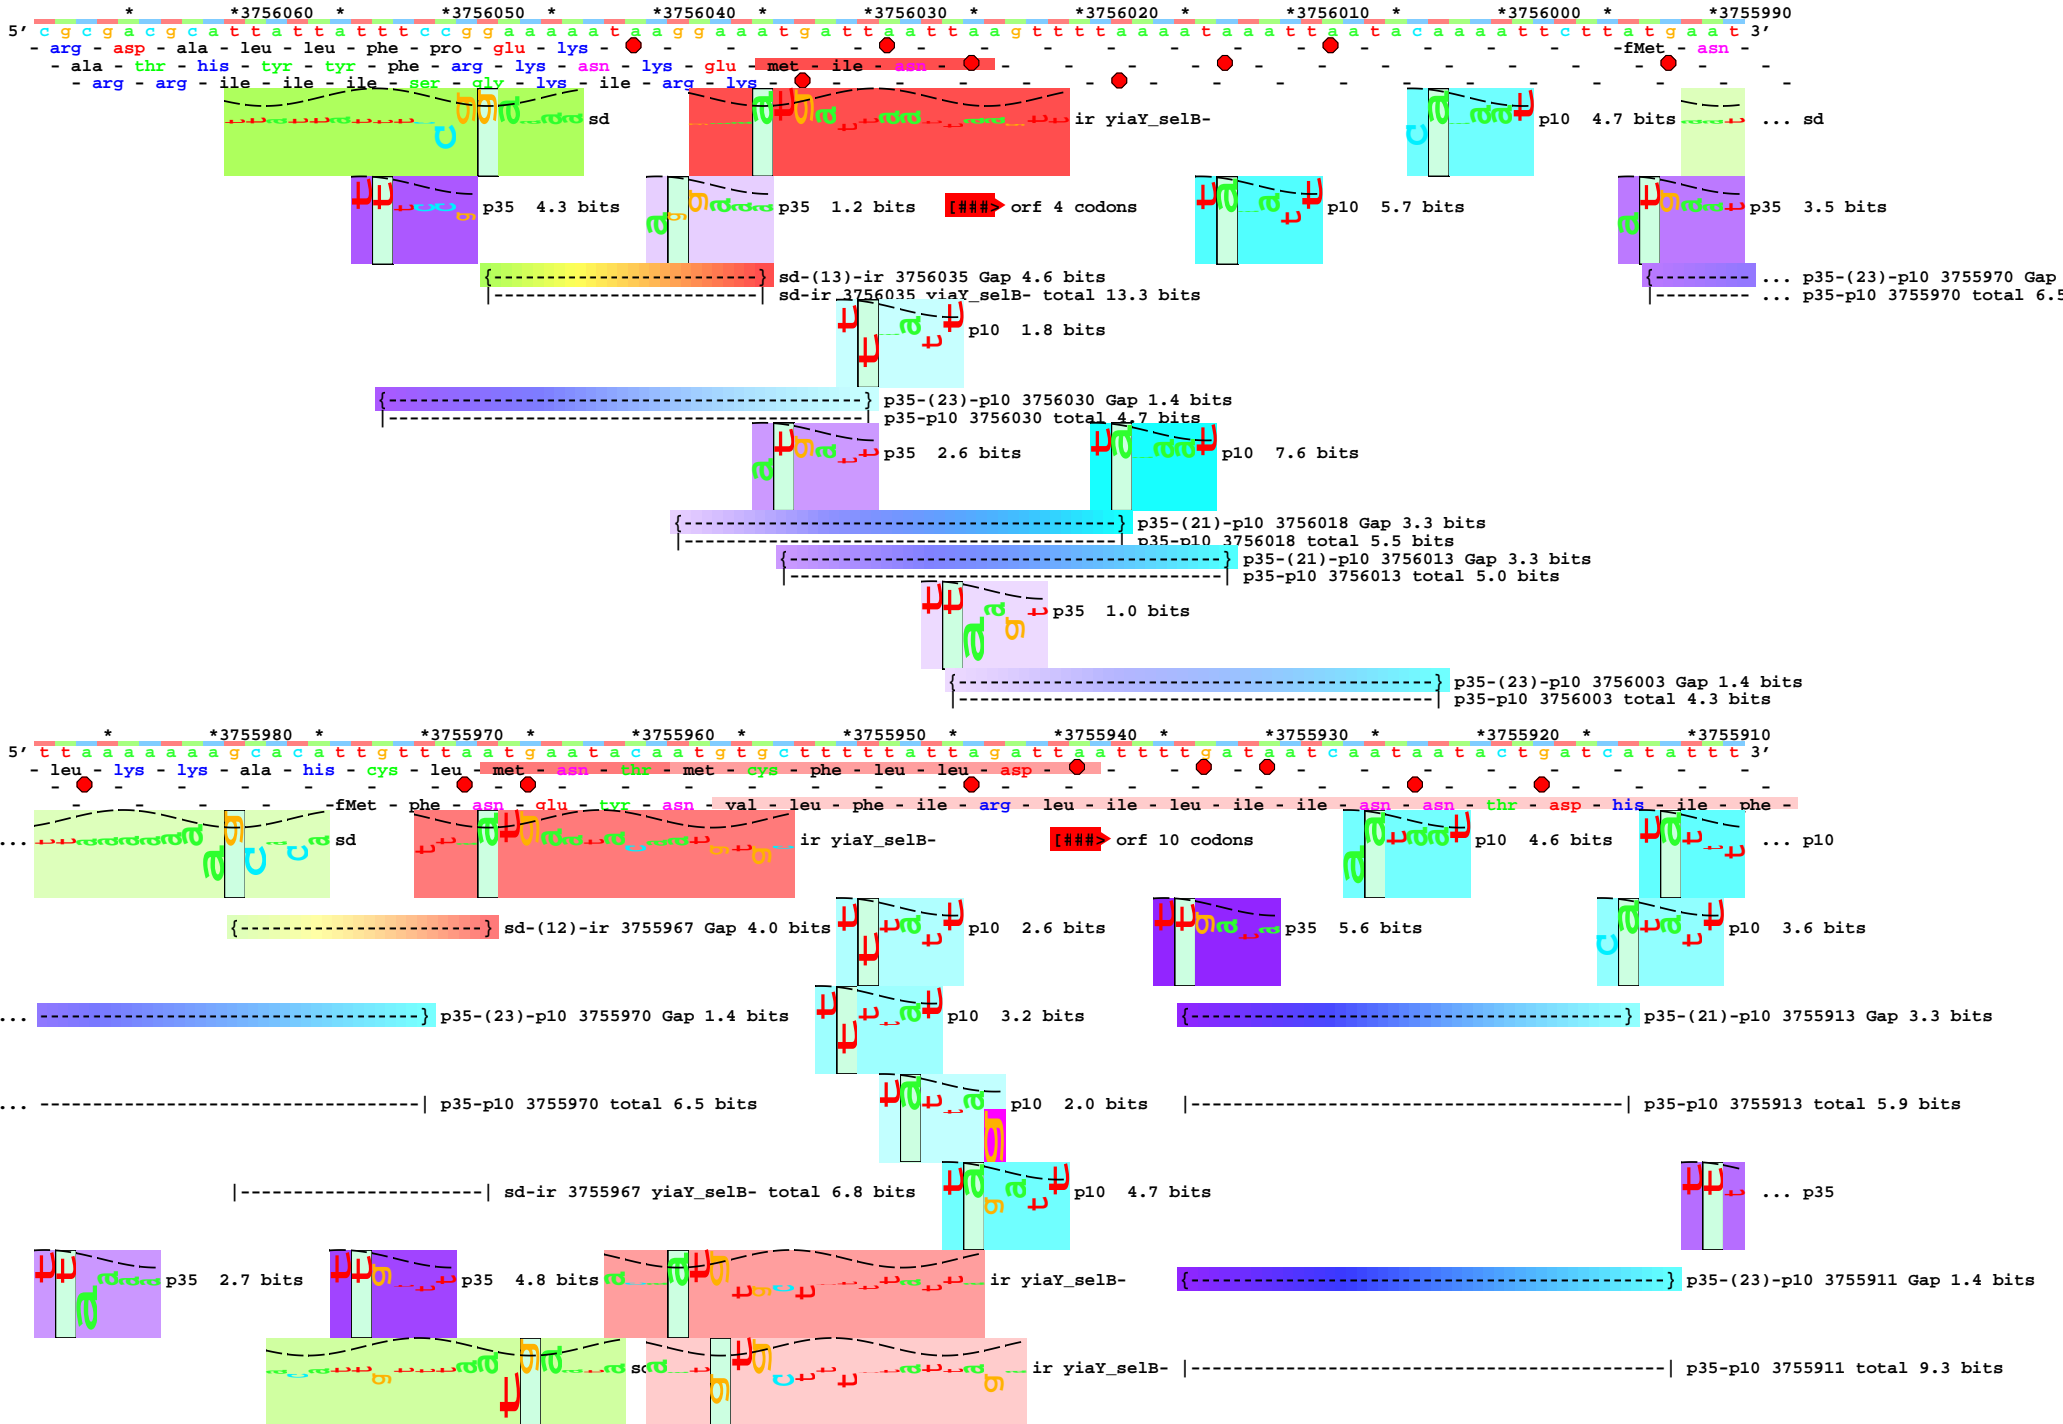 * *3756060 * *3756050 * *3756040 * *3756030 * *3756020 * *3756010 * *3756000 * *3755990
5' c g c g a c g c a t t a t t a t t t c c g g a a a a a t a a g g a a a t g a t t a a t t a a g t t t t a a a a t a a a t t a a t a c a a a a t t c t t a t g a a t 3'
- arg - asp - ala - leu - leu - phe - pro - glu - lys - - - - - - - - - - - -fMet - asn -
- ala - thr - his - tyr - tyr - phe - arg - lys - asn - lys - glu - met - ile - asn - - - - - - - - - -
- arg - arg - ile - ile - ile - ser - gly - lys - ile - arg - lys - - - - - - - - - - -
sd
ir yiaY_selB-
p10 4.7 bits
... sd
p35 4.3 bits
p35 1.2 bits
[###> orf 4 codons
p10 5.7 bits
p35 3.5 bits
{------------} sd-(13)-ir 3756035 Gap 4.6 bits
... p35-(23)-p10 3755970 Gap
|------------| sd-ir 3756035 yiaY_selB- total 13.3 bits
... p35-p10 3755970 total 6.5
p10 1.8 bits
{----------------------} p35-(23)-p10 3756030 Gap 1.4 bits
|----------------------| p35-p10 3756030 total 4.7 bits
p35 2.6 bits
p10 7.6 bits
{--------------------} p35-(21)-p10 3756018 Gap 3.3 bits
|--------------------| p35-p10 3756018 total 5.5 bits
{--------------------} p35-(21)-p10 3756013 Gap 3.3 bits
|--------------------| p35-p10 3756013 total 5.0 bits
p35 1.0 bits
{----------------------} p35-(23)-p10 3756003 Gap 1.4 bits
|----------------------| p35-p10 3756003 total 4.3 bits
* *3755980 * *3755970 * *3755960 * *3755950 * *3755940 * *3755930 * *3755920 * *3755910
5' t t a a a a a a g c a c a t t g t t t a a t g a a t a c a a t g t g c t t t t t a t t a g a t t a a t t t t g a t a a t c a a t a a t a c t g a t c a t a t t t 3'
- leu - lys - lys - ala - his - cys - leu - met - asn - thr - met - cys - phe - leu - leu - asp - - - - - - - - - - -
- - - - - - - - - - - - - - - - - - - - - - -
- - - - -fMet - phe - asn - glu - tyr - asn - val - leu - phe - ile - arg - leu - ile - leu - ile - ile - asn - asn - thr - asp - his - ile - phe -
... sd
ir yiaY_selB-
[###> orf 10 codons
p10 4.6 bits
... p10
{-----------} sd-(12)-ir 3755967 Gap 4.0 bits
p10 2.6 bits
p35 5.6 bits
p10 3.6 bits
... -------------------} p35-(23)-p10 3755970 Gap 1.4 bits
p10 3.2 bits
{--------------------} p35-(21)-p10 3755913 Gap 3.3 bits
... -------------------| p35-p10 3755970 total 6.5 bits
p10 2.0 bits
|--------------------| p35-p10 3755913 total 5.9 bits
|-----------| sd-ir 3755967 yiaY_selB- total 6.8 bits
p10 4.7 bits
... p35
p35 2.7 bits
p35 4.8 bits
ir yiaY_selB-
{----------------------} p35-(23)-p10 3755911 Gap 1.4 bits
sd
ir yiaY_selB-
|----------------------| p35-p10 3755911 total 9.3 bits